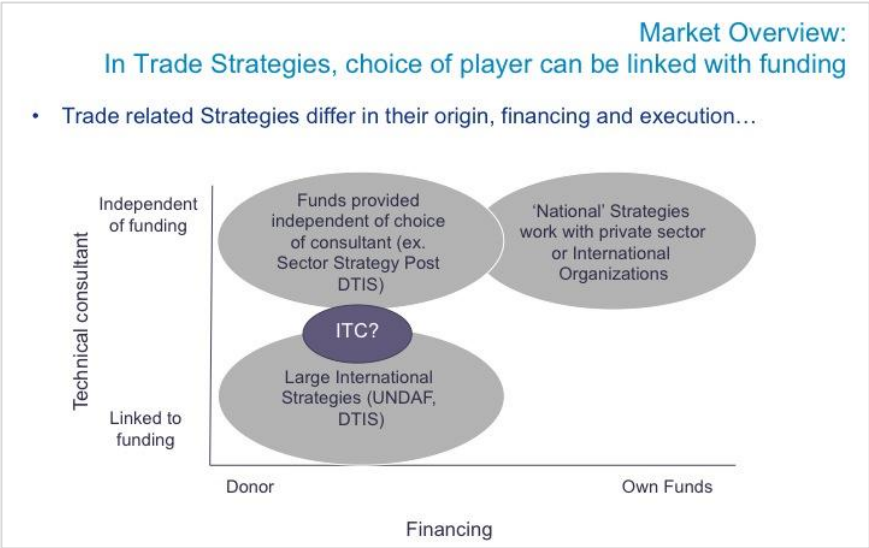 Market Overview:
In Trade Strategies, choice of player can be linked with funding
• Trade related Strategies differ in their origin, financing and execution…
Technical consultant
Independent
of funding
Funds provided
independent of choice
of consultant (ex.
Sector Strategy Post
DTIS)
‘National’ Strategies
work with private sector
or International
Organizations
ITC?
Large International
Strategies (UNDAF,
DTIS)
Linked to
funding
Donor
Own Funds
Financing